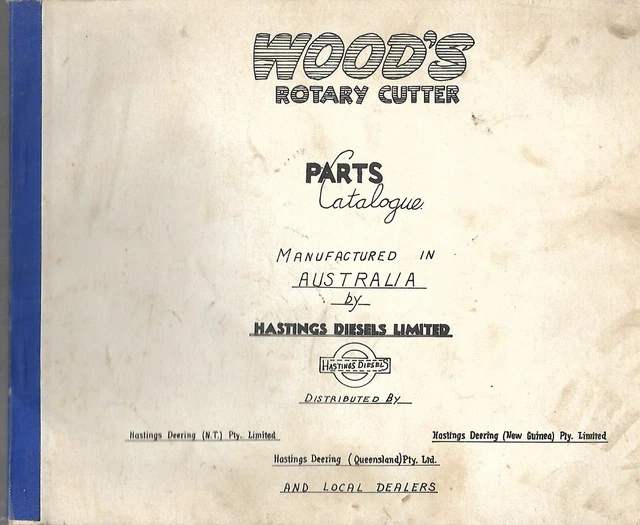 WOOD'S
ROTARY CUTTER
PARTS
Catalogue.
MANUFACTURED IN
AUSTRALIA
by
HASTINGS DIESELS LIMITED
HASTINGS DIESELS
DISTRIBUTED By
Hastings Deering (N.T.) Pty. Limited
Hastings Deering (New Guinea) Pty. Limited
Hastings Deering (Queensland) Pty. Ltd.
AND LOCAL DEALERS